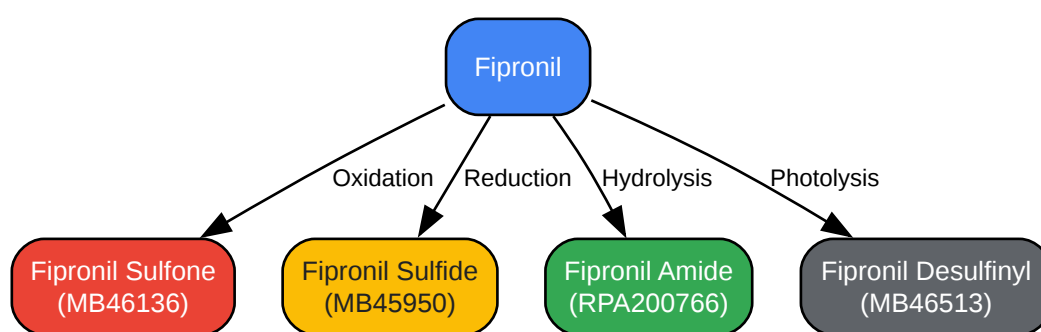 Fipronil
Oxidation
Reduction
Hydrolysis
Photolysis
Fipronil Sulfone
(MB46136)
Fipronil Sulfide
(MB45950)
Fipronil Amide
(RPA200766)
Fipronil Desulfinyl
(MB46513)